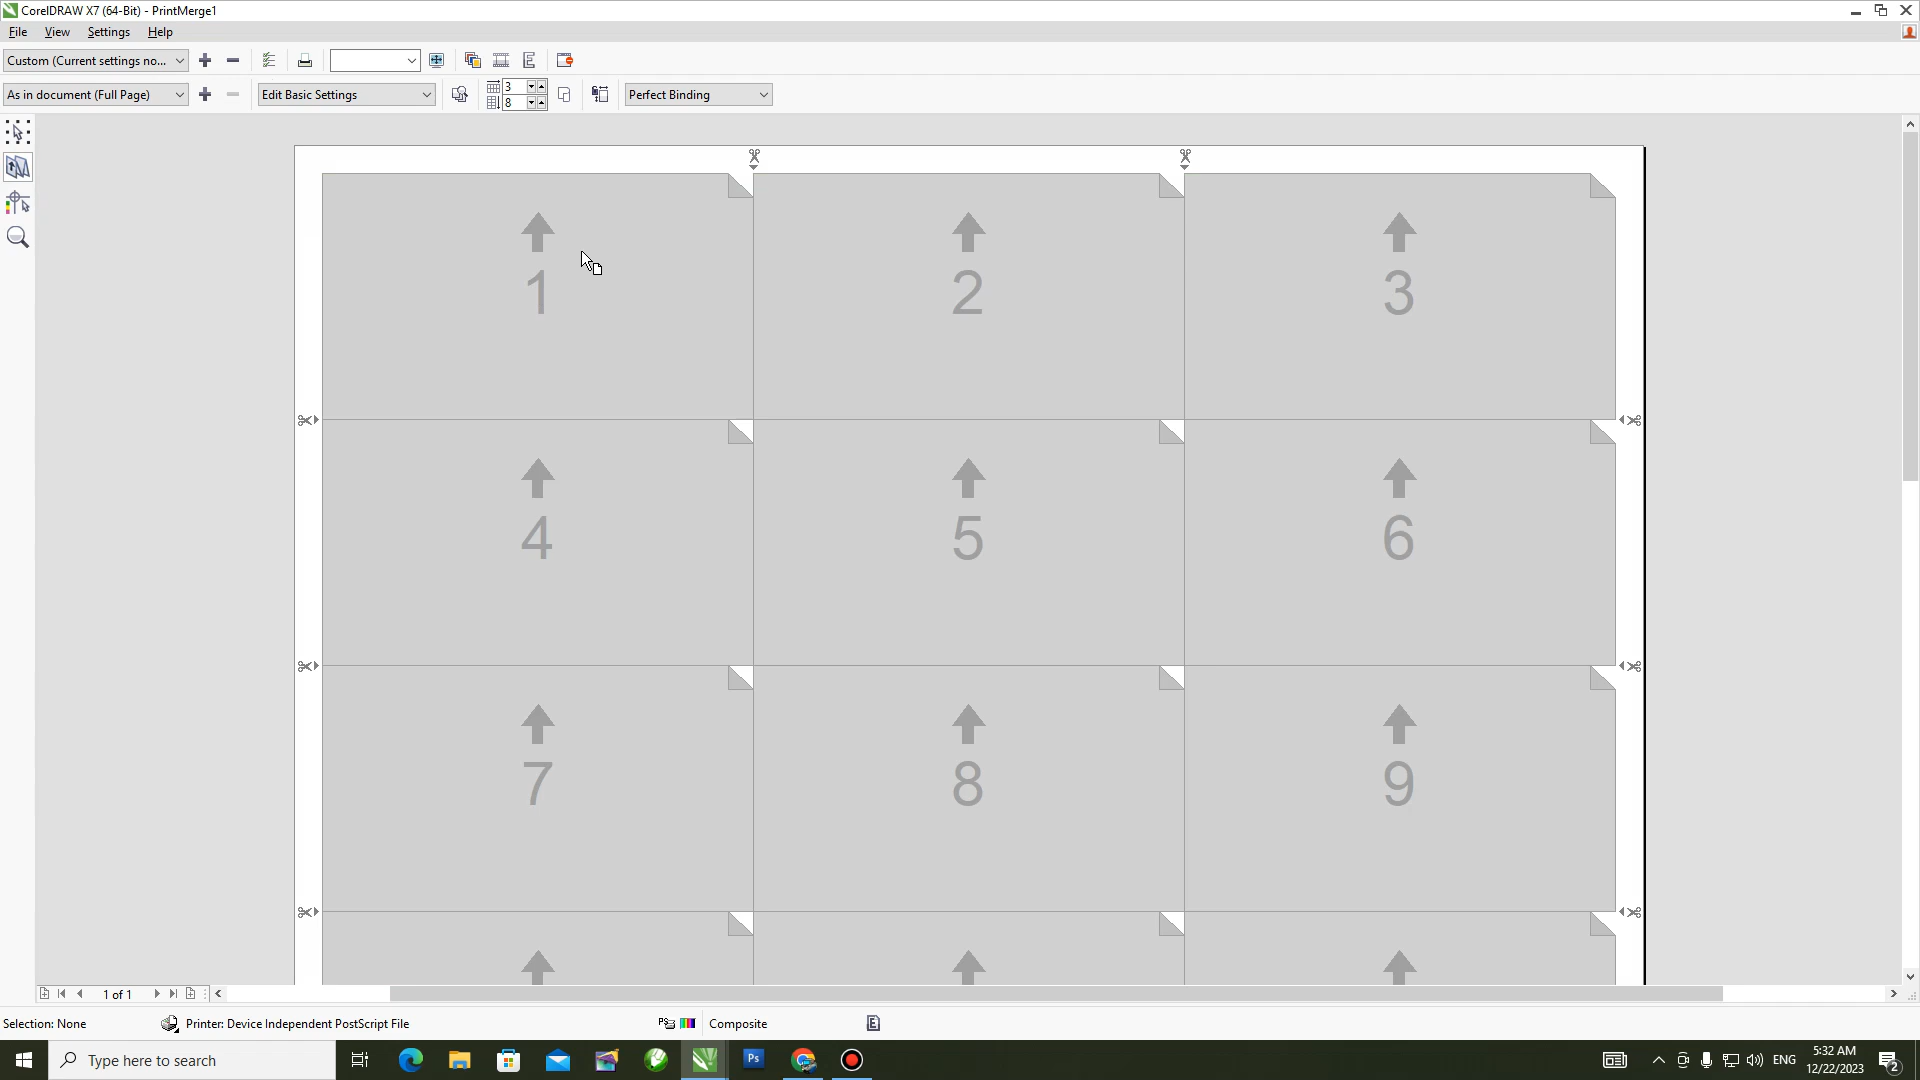 CorelDRAW X7 (64-Bit) - PrintMerge1
File View Settings Help
Custom (Current settings no...
As in document (Full Page) Edit Basic Settings 3 8 Perfect Binding
1 2 3
4 5 6
7 8 9
1 of 1
Selection: None Printer: Device Independent PostScript File PS Composite
Type here to search Ps ENG 5:32 AM
12/22/2023 2